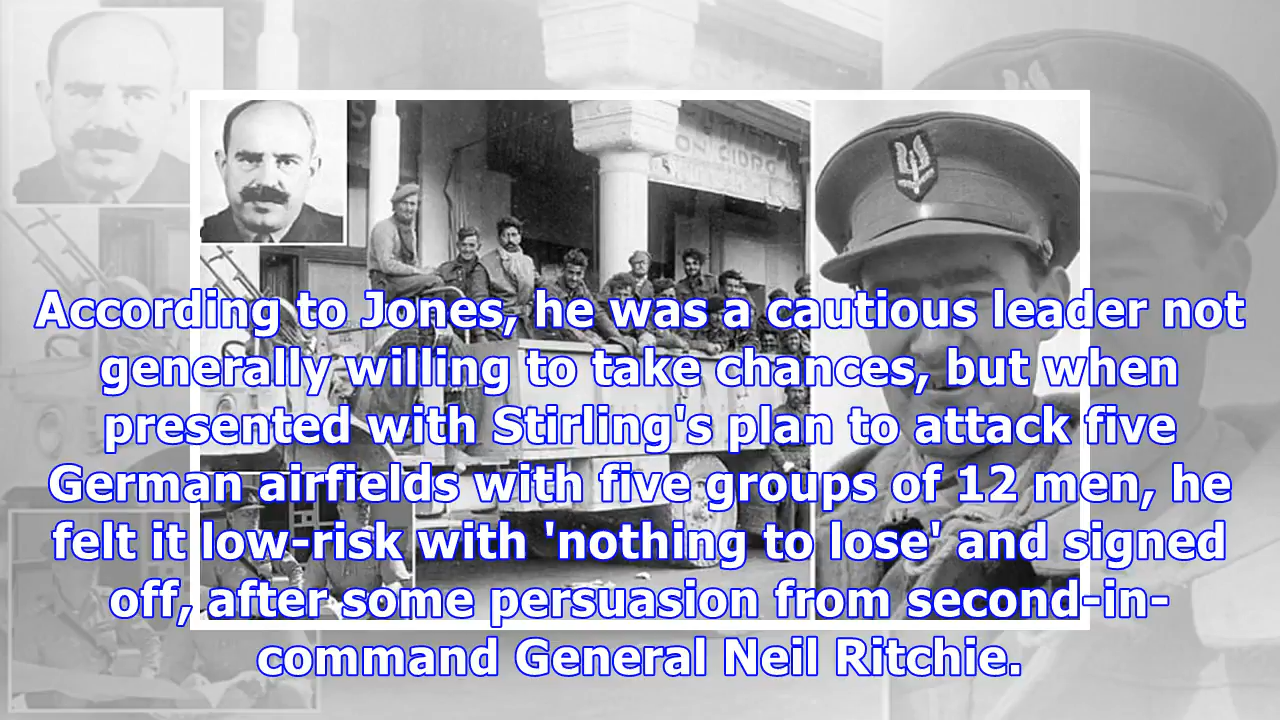 According to Jones, he was a cautious leader not
generally willing to take chances, but when
presented with Stirling's plan to attack five
German airfields with five groups of 12 men, he
felt it low-risk with 'nothing to lose' and signed
off, after some persuasion from second-in-
command General Neil Ritchie.